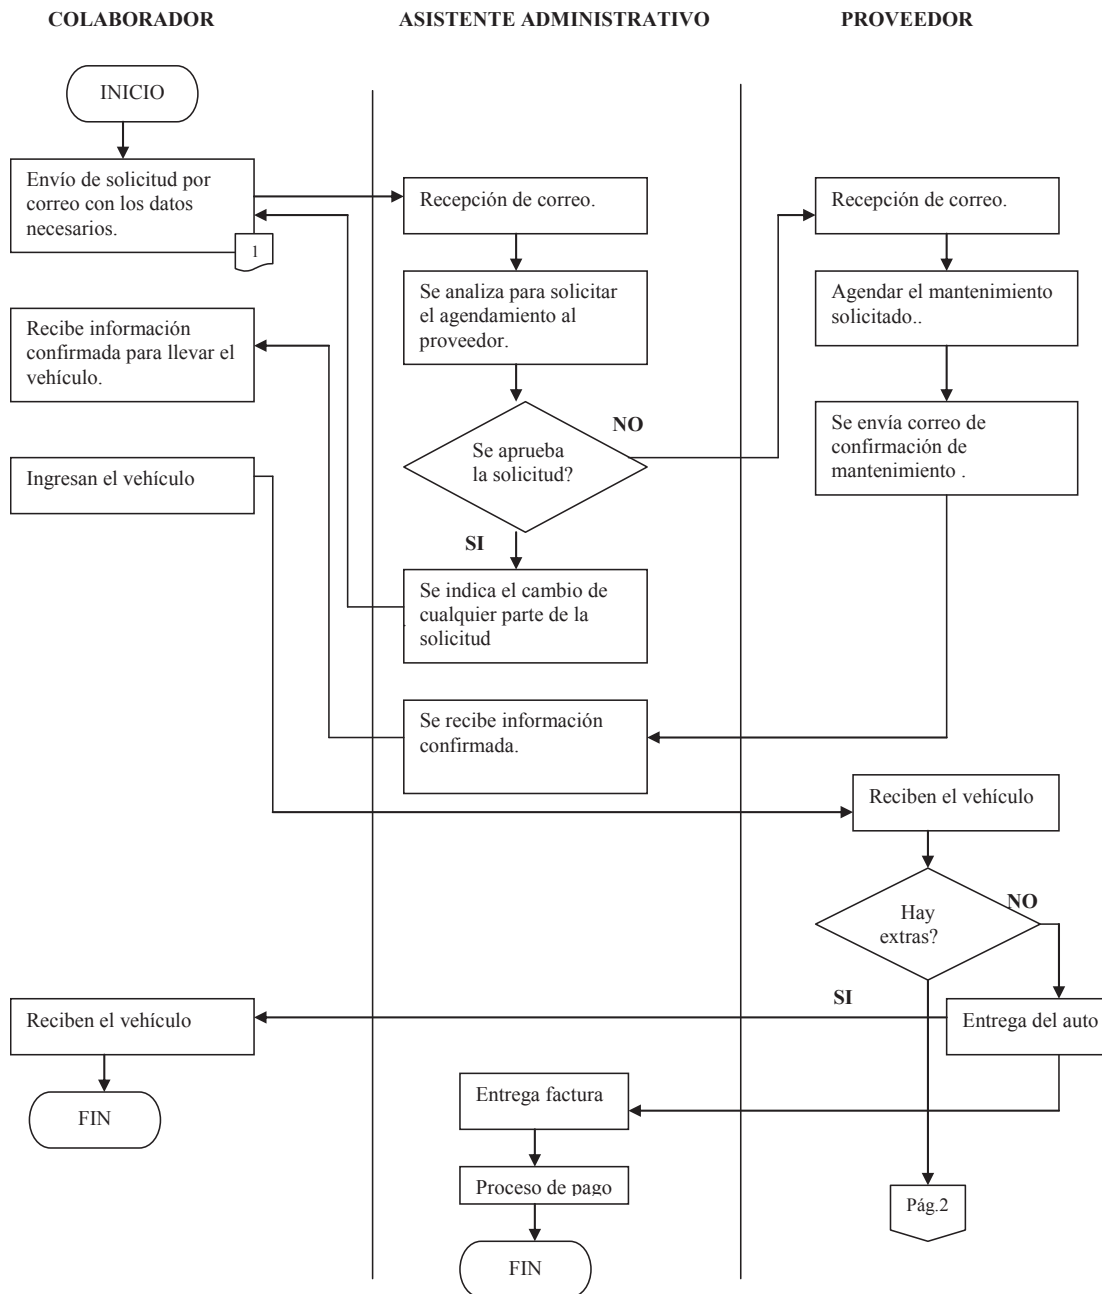 COLABORADOR
ASISTENTE ADMINISTRATIVO
PROVEEDOR
INICIO
Envío de solicitud por
correo con los datos
necesarios.
1
Recepción de correo.
Recepción de correo.
Se analiza para solicitar
el agendamiento al
proveedor.
Agendar el mantenimiento
solicitado..
Recibe información
confirmada para llevar el
vehículo.
NO
Se aprueba
la solicitud?
Se envía correo de
confirmación de
mantenimiento .
Ingresan el vehículo
SI
Se indica el cambio de
cualquier parte de la
solicitud
Se recibe información
confirmada.
Reciben el vehículo
NO
Hay
extras?
SI
Reciben el vehículo
Entrega del auto
FIN
Entrega factura
Proceso de pago
Pág.2
FIN